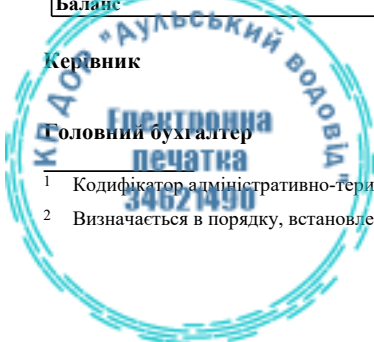 Баланс
КП ДОР "Аульський водовід"
Керівник
Електронна
Головний бухгалтер
печатка
34621490
1 Кодифікатор адміністративно-тери
2 Визначається в порядку, встановле